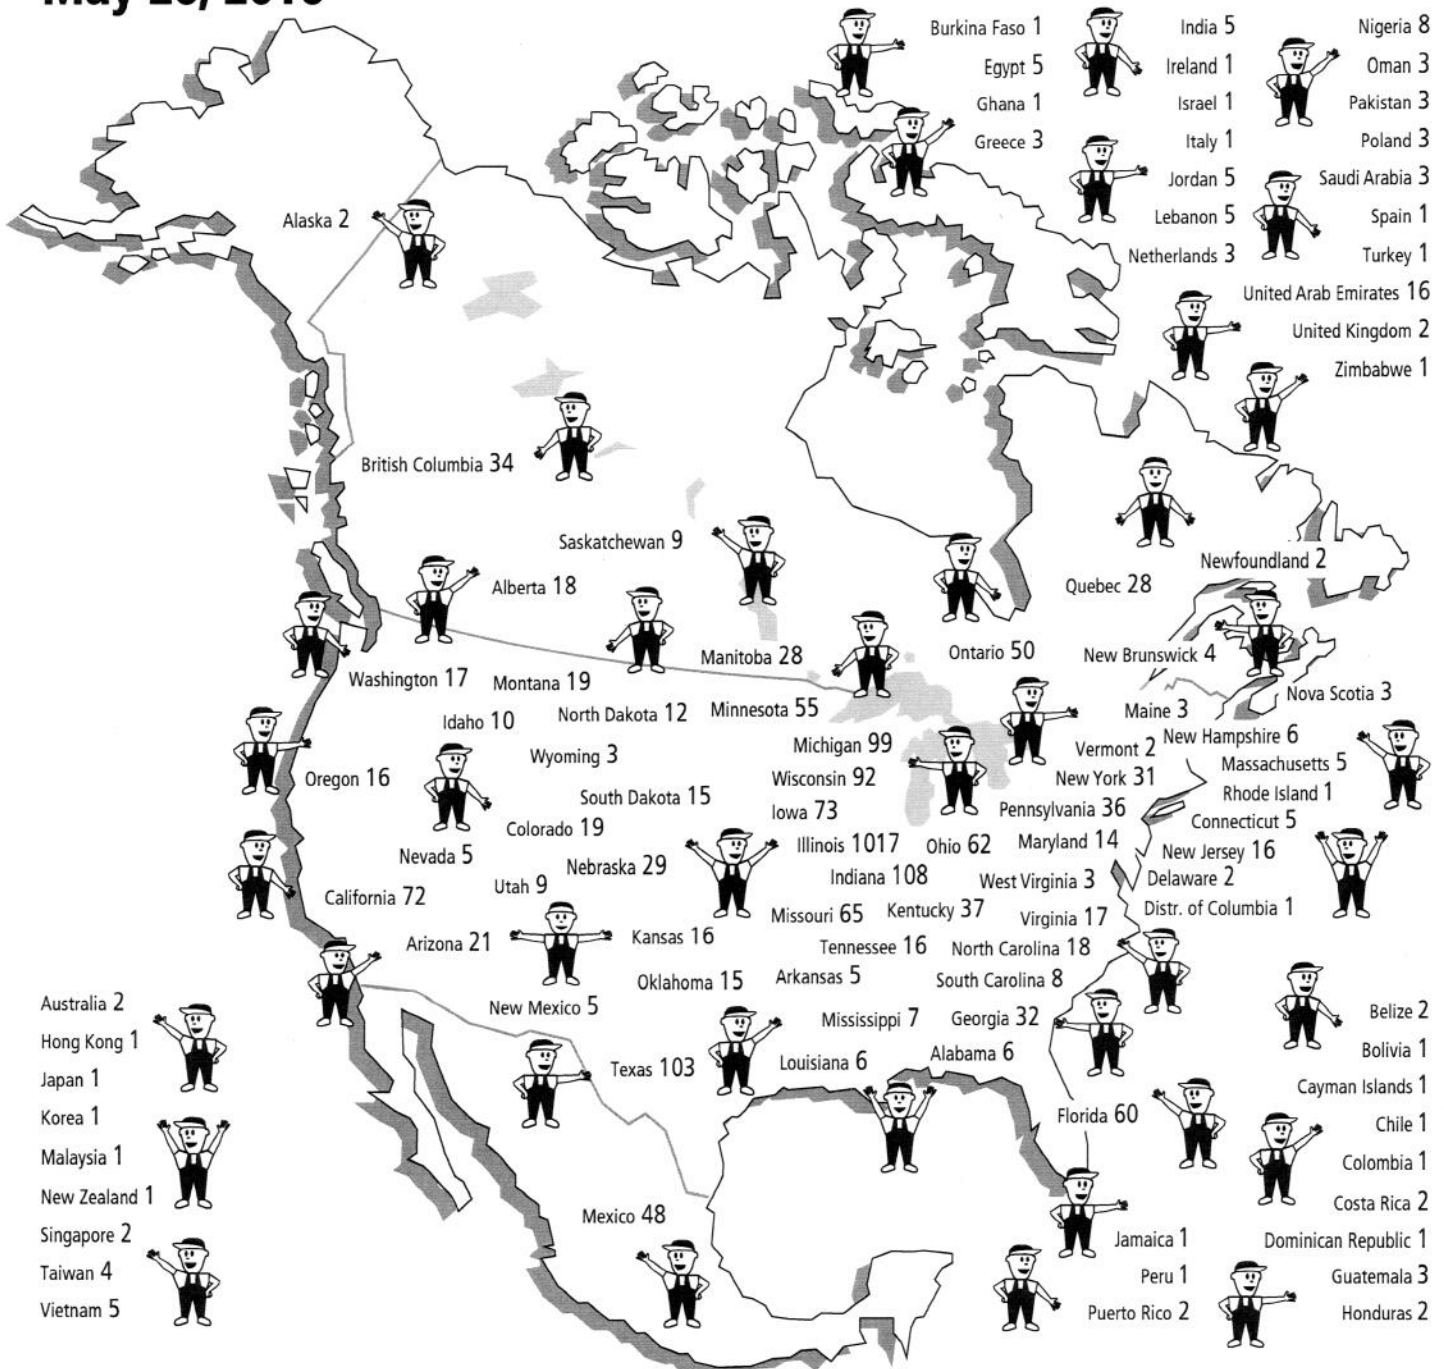 Burkina Faso 1
Egypt 5
Ghana 1
Greece 3
India 5
Ireland 1
Israel 1
Italy 1
Jordan 5
Lebanon 5
Netherlands 3
Nigeria 8
Oman 3
Pakistan 3
Poland 3
Saudi Arabia 3
Spain 1
Turkey 1
United Arab Emirates 16
United Kingdom 2
Zimbabwe 1
Alaska 2
British Columbia 34
Saskatchewan 9
Alberta 18
Manitoba 28
Ontario 50
Quebec 28
Newfoundland 2
New Brunswick 4
Nova Scotia 3
Washington 17
Montana 19
Idaho 10
North Dakota 12
Minnesota 55
Michigan 99
Wisconsin 92
Wyoming 3
Oregon 16
South Dakota 15
Iowa 73
Colorado 19
Nevada 5
Nebraska 29
Illinois 1017
Ohio 62
Indiana 108
Utah 9
California 72
Missouri 65
Kentucky 37
Arizona 21
Kansas 16
Tennessee 16
Oklahoma 15
Arkansas 5
New Mexico 5
Mississippi 7
Texas 103
Louisiana 6
Maine 3
Vermont 2
New Hampshire 6
New York 31
Massachusetts 5
Rhode Island 1
Pennsylvania 36
Connecticut 5
Maryland 14
New Jersey 16
West Virginia 3
Delaware 2
Virginia 17
Distr. of Columbia 1
North Carolina 18
South Carolina 8
Georgia 32
Alabama 6
Florida 60
Mexico 48
Australia 2
Hong Kong 1
Japan 1
Korea 1
Malaysia 1
New Zealand 1
Singapore 2
Taiwan 4
Vietnam 5
Jamaica 1
Peru 1
Puerto Rico 2
Belize 2
Bolivia 1
Cayman Islands 1
Chile 1
Colombia 1
Costa Rica 2
Dominican Republic 1
Guatemala 3
Honduras 2